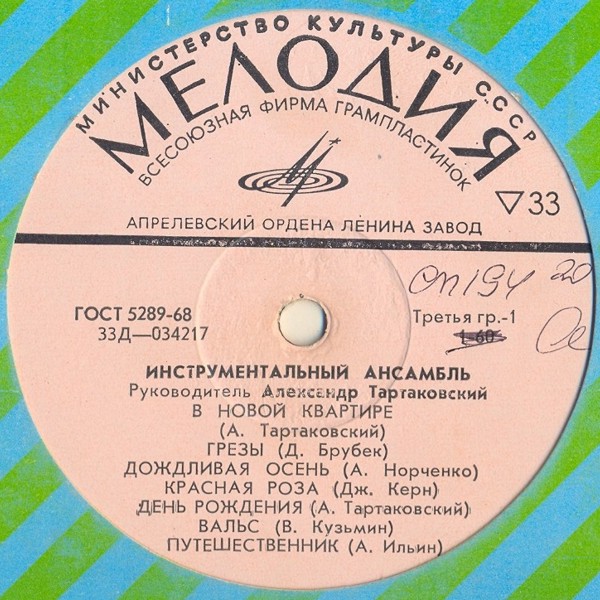 МИНИСТЕРСТВО КУЛЬТУРЫ СССР
МЕЛОДИЯ
ВСЕСОЮЗНАЯ ФИРМА ГРАМПЛАСТИНОК
▽33
АПРЕЛЕВСКИЙ ОРДЕНА ЛЕНИНА ЗАВОД
ГОСТ 5289-68
33Д—034217
Третья гр.-1
1-60
ИНСТРУМЕНТАЛЬНЫЙ АНСАМБЛЬ
Руководитель Александр Тартаковский
В НОВОЙ КВАРТИРЕ
(А. Тартаковский)
ГРЕЗЫ (Д. Брубек)
ДОЖДЛИВАЯ ОСЕНЬ (А. Норченко)
КРАСНАЯ РОЗА (Дж. Керн)
ДЕНЬ РОЖДЕНИЯ (А. Тартаковский)
ВАЛЬС (В. Кузьмин)
ПУТЕШЕСТВЕННИК (А. Ильин)